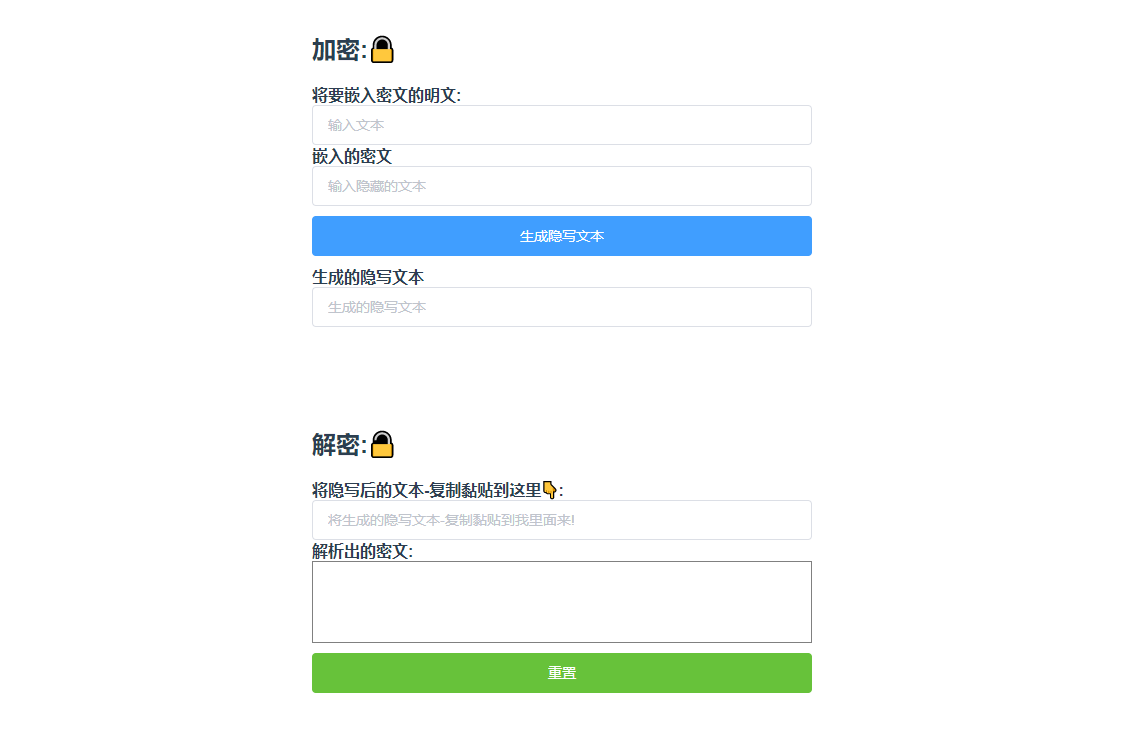 加密:🔒
将要嵌入密文的明文:
输入文本
嵌入的密文
输入隐藏的文本
生成隐写文本
生成的隐写文本
生成的隐写文本
解密:🔒
将隐写后的文本-复制黏贴到这里👇:
将生成的隐写文本-复制黏贴到我里面来!
解析出的密文:
重置